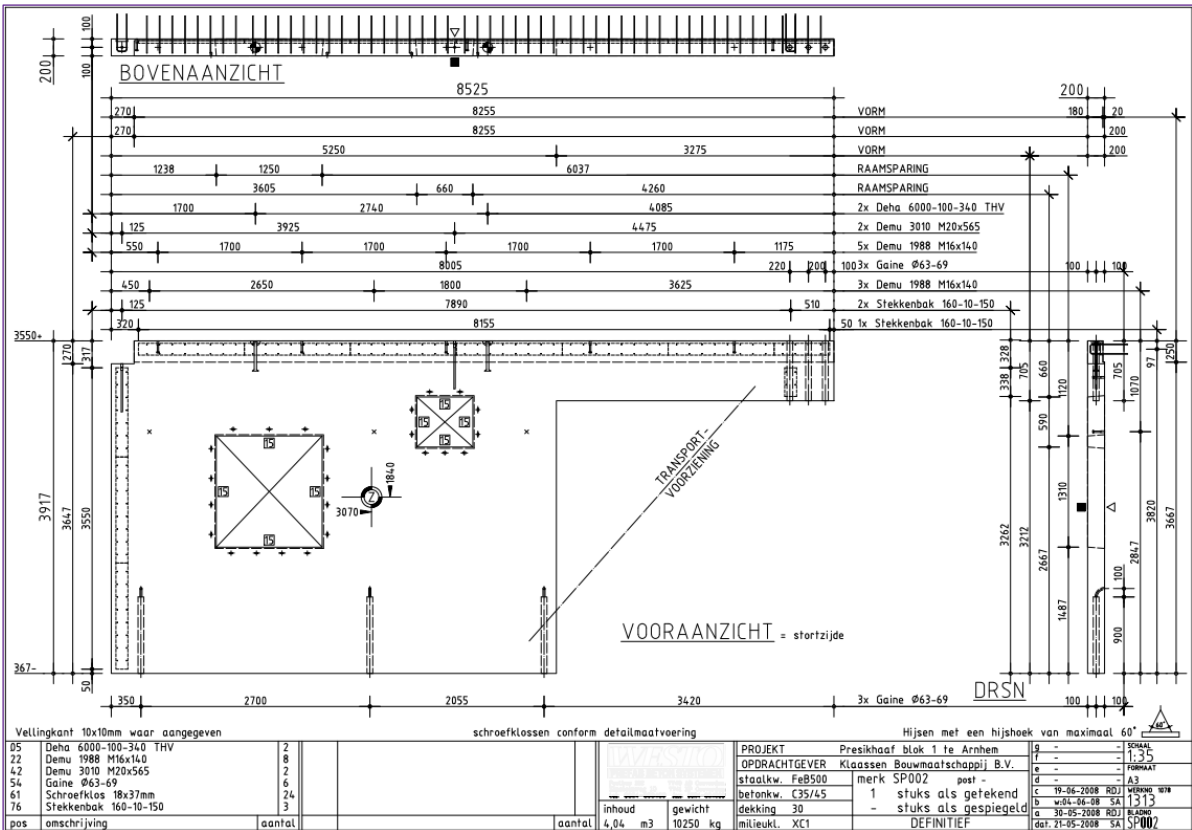 100
200
100
BOVENAANZICHT
8525
200
270 8255 VORM 180 20
270 8255 VORM 200
5250 3275 VORM 200
1238 1250 6037 RAAMSPARING
3605 660 4260 RAAMSPARING
1700 2740 4085 2x Deha 6000-100-340 THV
125 3925 4475 2x Demu 3010 M20x565
550 1700 1700 1700 1700 1175 5x Demu 1988 M16x140
8005 220 200 100 3x Gaine Ø63-69 100 100
450 2650 1800 3625 3x Demu 1988 M16x140
125 7890 510 2x Stekkenbak 160-10-150
320 8155 50 1x Stekkenbak 160-10-150
3550+
270 317
328 705 660 97 250
338 1120 705 1070
590
15 15 15 15
15 15 15 15
TRANSPORT-
VOORZIENING
Z 1840
3070
3917 3647 3550
1310
3262 3212 2667 2847 3820 3667
1487 100
900
VOORAANZICHT = stortzijde
367-
50
DRSN
350 2700 2055 3420 3x Gaine Ø63-69 100 100
Vellingkant 10x10mm waar aangegeven schroefklossen conform detailmaatvoering Hijsen met een hijshoek van maximaal 60° 60°
05 Deha 6000-100-340 THV 2
22 Demu 1988 M16x140 8
42 Demu 3010 M20x565 2
54 Gaine Ø63-69 6
61 Schroefklos 18x37mm 24
76 Stekkenbak 160-10-150 3
pos omschrijving aantal aantal
WESTO
inhoud gewicht
4,04 m3 10250 kg
PROJEKT Presikhaaf blok 1 te Arnhem
OPDRACHTGEVER Klaassen Bouwmaatschappij B.V.
staalkw. FeB500 merk SP002 post -
betonkw. C35/45 1 stuks als getekend
dekking 30 - stuks als gespiegeld
milieukl. XC1 DEFINITIEF
g - -
f - -
e - -
d - -
c 19-06-2008 RDJ
b w:04-06-08 SA
a 30-05-2008 RDJ
dat. 21-05-2008 SA
SCHAAL
1:35
FORMAAT
A3
WERKNO 1078
1313
BLADNO
SP002